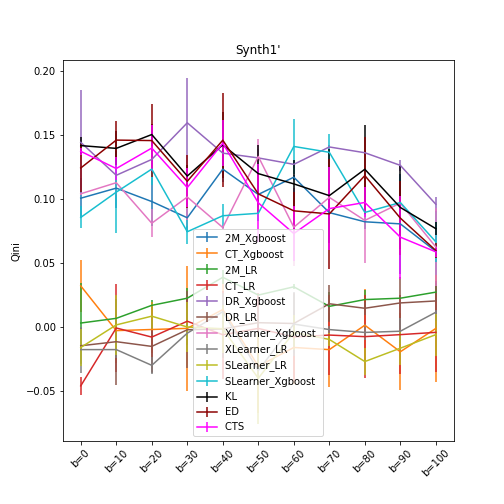 Synth1'
0.20
0.15
0.10
0.05
0.00
−0.05
Qini
2M_Xgboost
CT_Xgboost
2M_LR
CT_LR
DR_Xgboost
DR_LR
XLearner_Xgboost
XLearner_LR
SLearner_LR
SLearner_Xgboost
KL
ED
CTS
b=0
b=10
b=20
b=30
b=40
b=50
b=60
b=70
b=80
b=90
b=100